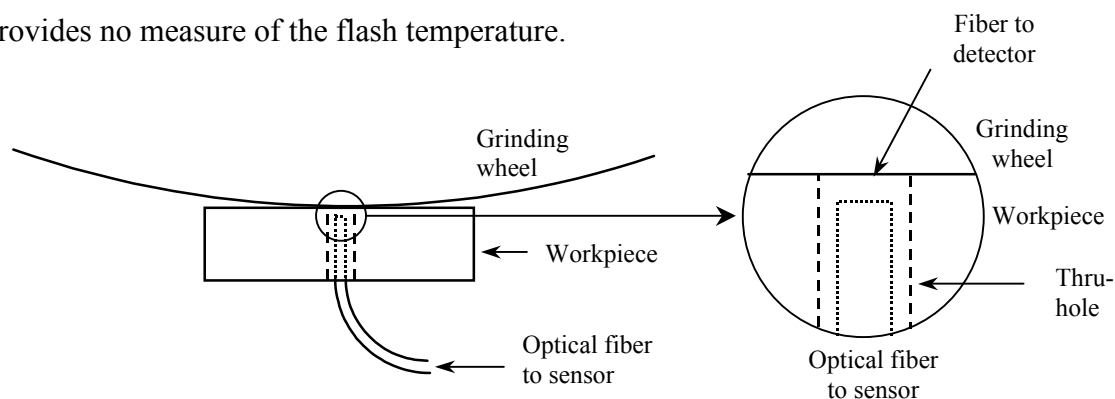 rovides no measure of the flash temperature.
Fiber to
detector
Grinding
wheel
Grinding
wheel
Workpiece
Workpiece
Thru-
hole
Optical fiber
to sensor
Optical fiber
to sensor